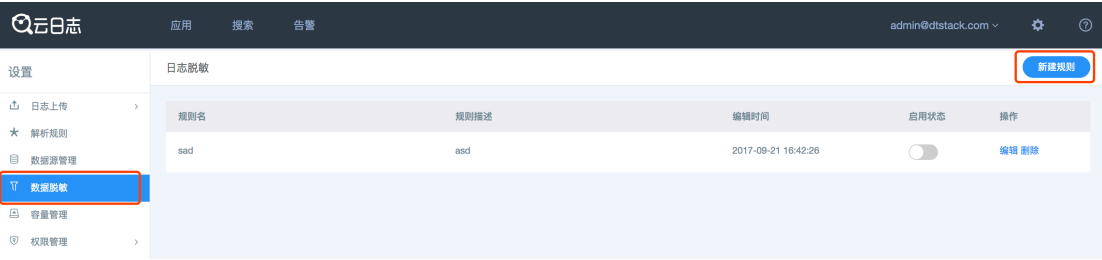 云日志 应用 搜索 告警 admin@dtstack.com
设置 日志脱敏 新建规则
日志上传
解析规则
数据源管理
数据脱敏
容量管理
权限管理
规则名 规则描述 编辑时间 启用状态 操作
sad asd 2017-09-21 16:42:26 编辑 删除